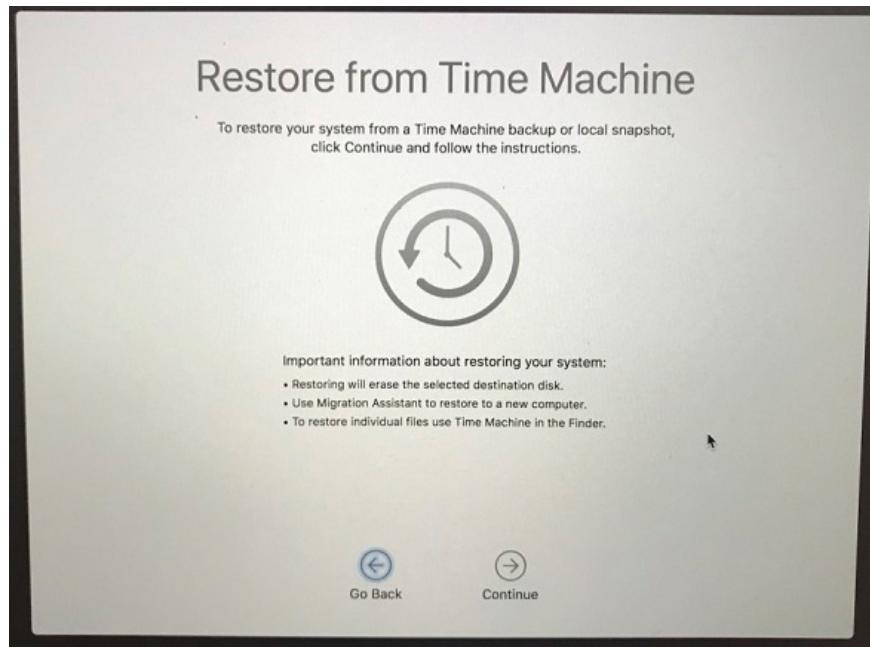 Restore from Time Machine
To restore your system from a Time Machine backup or local snapshot,
click Continue and follow the instructions.
Important information about restoring your system:
• Restoring will erase the selected destination disk.
• Use Migration Assistant to restore to a new computer.
• To restore individual files use Time Machine in the Finder.
Go Back
Continue